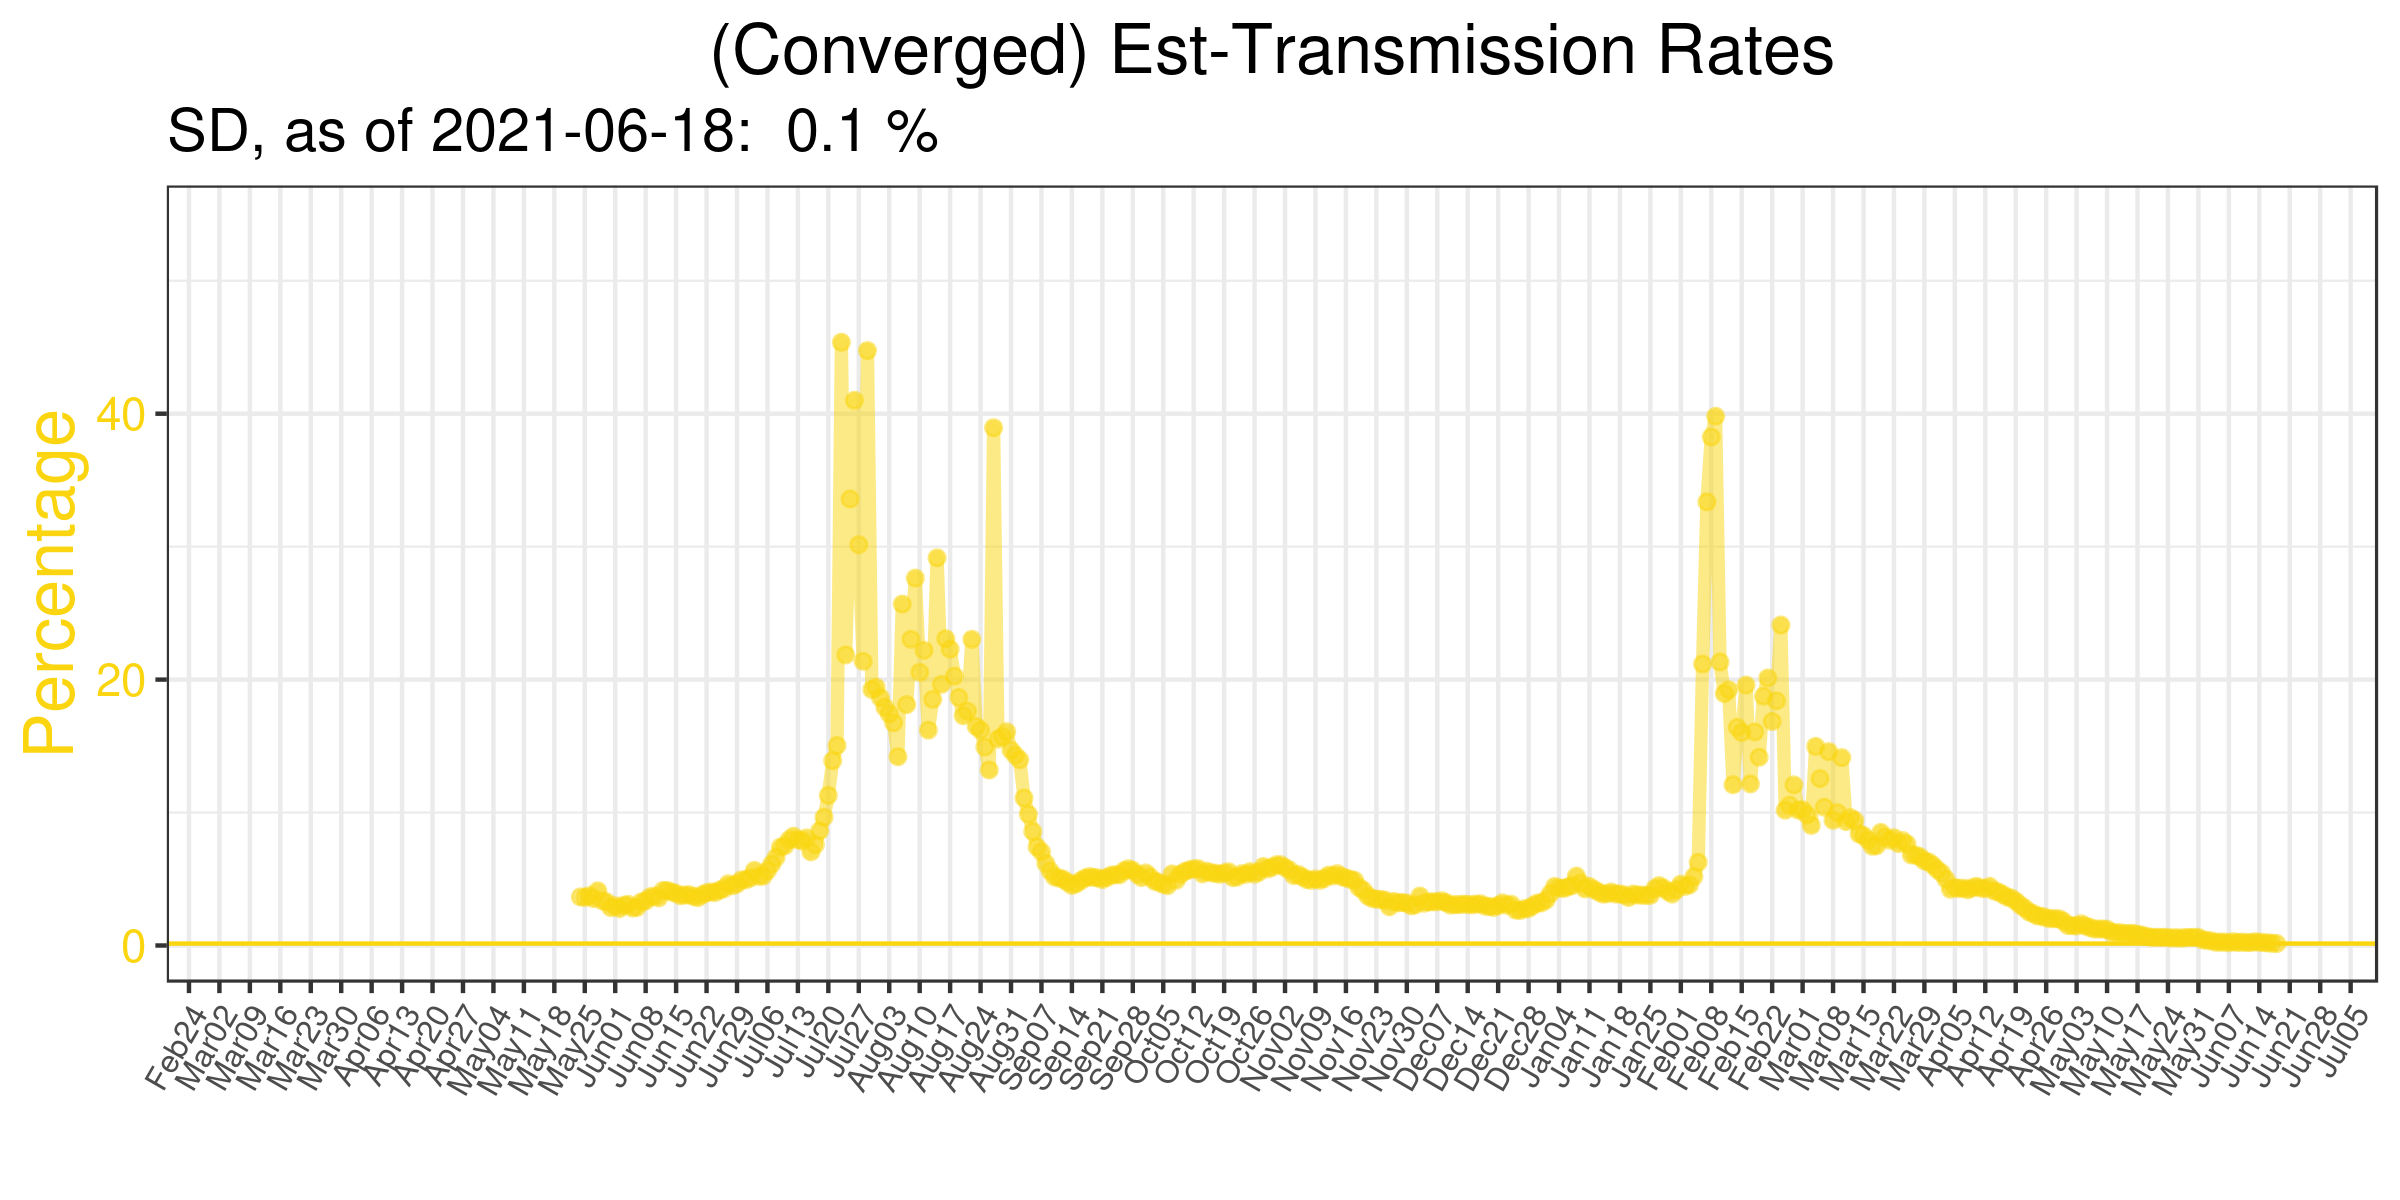 (Converged) Est-Transmission Rates
SD, as of 2021-06-18:  0.1 %
Percentage
40
20
0
Feb24
Mar02
Mar09
Mar16
Mar23
Mar30
Apr06
Apr13
Apr20
Apr27
May04
May11
May18
May25
Jun01
Jun08
Jun15
Jun22
Jun29
Jul06
Jul13
Jul20
Jul27
Aug03
Aug10
Aug17
Aug24
Aug31
Sep07
Sep14
Sep21
Sep28
Oct05
Oct12
Oct19
Oct26
Nov02
Nov09
Nov16
Nov23
Nov30
Dec07
Dec14
Dec21
Dec28
Jan04
Jan11
Jan18
Jan25
Feb01
Feb08
Feb15
Feb22
Mar01
Mar08
Mar15
Mar22
Mar29
Apr05
Apr12
Apr19
Apr26
May03
May10
May17
May24
May31
Jun07
Jun14
Jun21
Jun28
Jul05